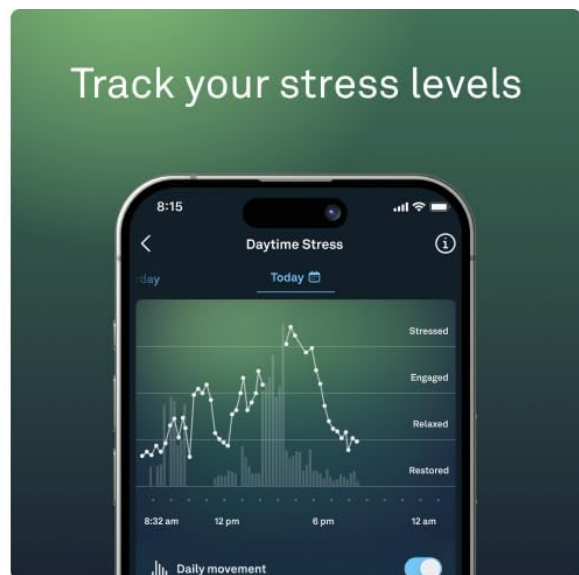 Track your stress levels
8:15
Daytime Stress
rday
Today
Stressed
Engaged
Relaxed
Restored
8:32 am 12 pm 6 pm 12 am
Daily movement